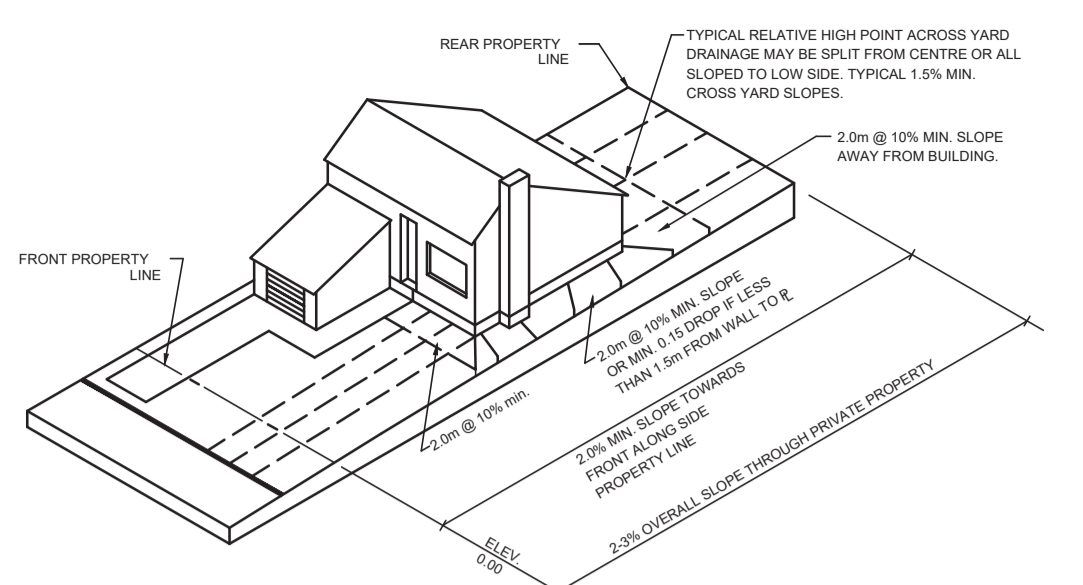 REAR PROPERTY
LINE
TYPICAL RELATIVE HIGH POINT ACROSS YARD
DRAINAGE MAY BE SPLIT FROM CENTRE OR ALL
SLOPED TO LOW SIDE. TYPICAL 1.5% MIN.
CROSS YARD SLOPES.
2.0m @ 10% MIN. SLOPE
AWAY FROM BUILDING.
FRONT PROPERTY
LINE
2.0m @ 10% MIN. SLOPE
OR MIN. 0.15 DROP IF LESS
THAN 1.5m FROM WALL TO ℄
2.0m @ 10% min.
2.0% MIN. SLOPE TOWARDS
FRONT ALONG SIDE
PROPERTY LINE
2-3% OVERALL SLOPE THROUGH PRIVATE PROPERTY
ELEV.
0.00